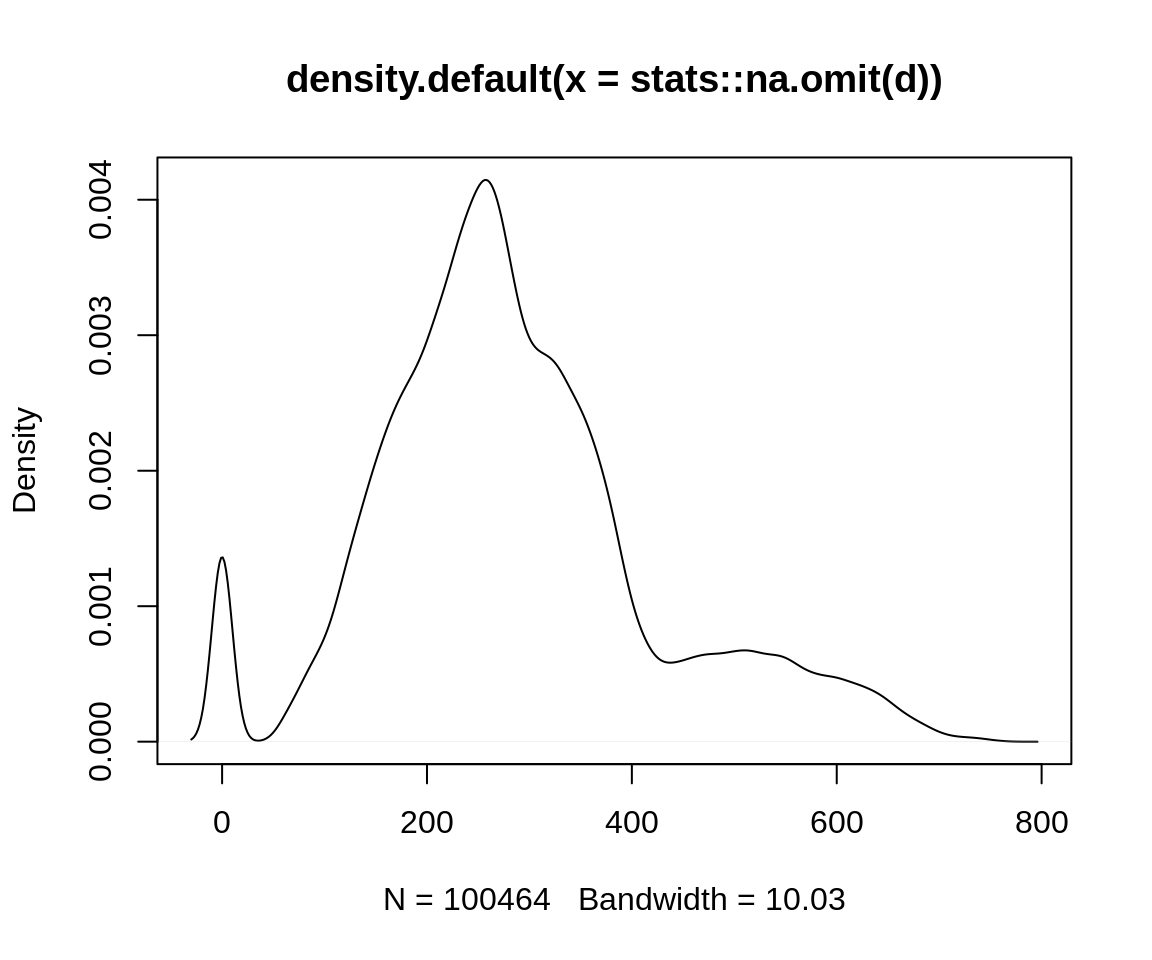 density.default(x = stats::na.omit(d))
Density
0.004
0.003
0.002
0.001
0.000
0 200 400 600 800
N = 100464 Bandwidth = 10.03